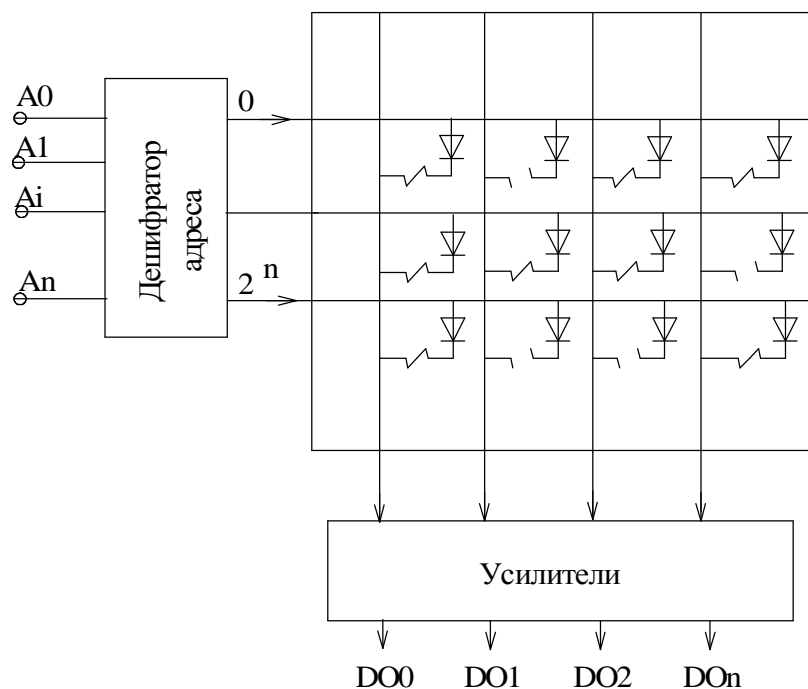 A0
A1
Ai
An
Дешифратор
адреса
0
2 n
Усилители
DO0 DO1 DO2 DOn